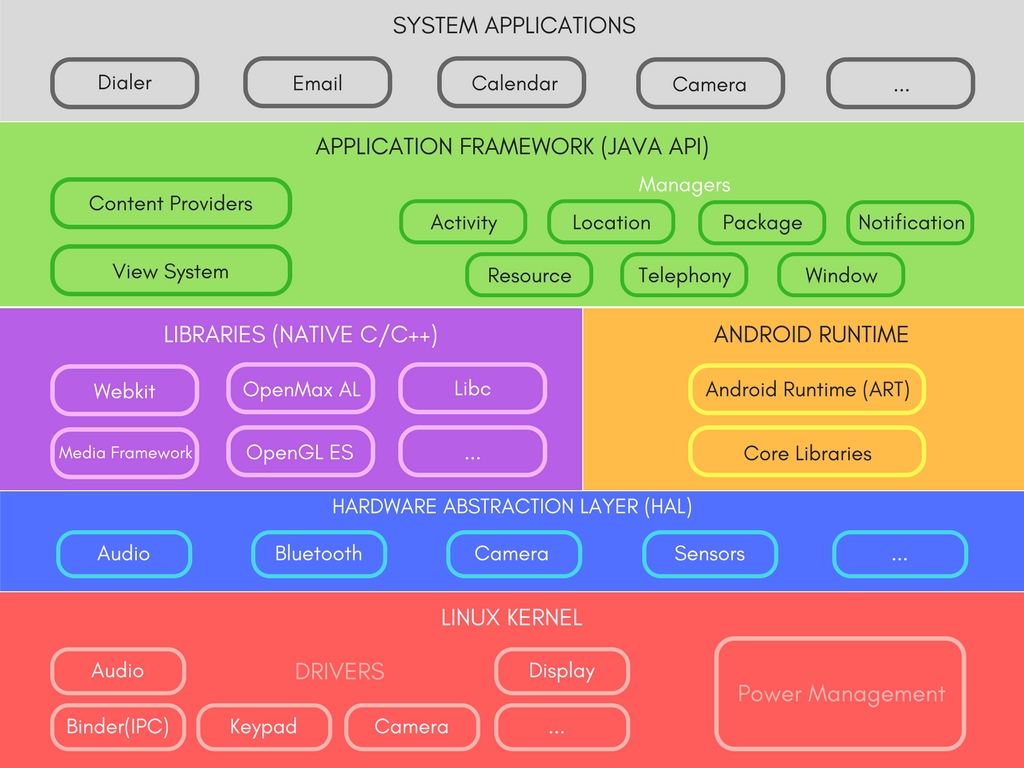 SYSTEM APPLICATIONS
Dialer
Email
Calendar
Camera
...
APPLICATION FRAMEWORK (JAVA API)
Content Providers
View System
Managers
Activity
Location
Package
Notification
Resource
Telephony
Window
LIBRARIES (NATIVE C/C++)
Webkit
OpenMax AL
Libc
Media Framework
OpenGL ES
...
ANDROID RUNTIME
Android Runtime (ART)
Core Libraries
HARDWARE ABSTRACTION LAYER (HAL)
Audio
Bluetooth
Camera
Sensors
...
LINUX KERNEL
Audio
DRIVERS
Display
Binder(IPC)
Keypad
Camera
...
Power Management